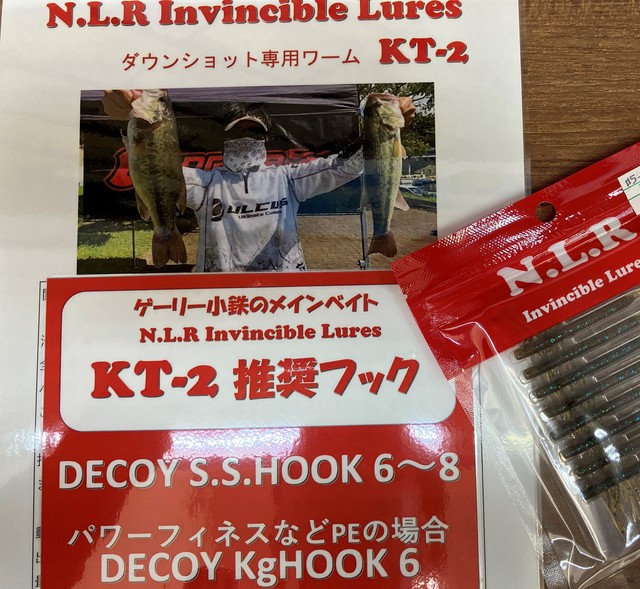 N.L.R Invincible Lures
ダウンショット専用ワーム KT-2
ULCUS
ゲーリー小鉄のメインベイト
N.L.R Invincible Lures
KT-2 推奨フック
DECOY S.S.HOOK 6～8
パワーフィネスなどPEの場合
DECOY KgHOOK 6
N.L.R
Invincible Lures